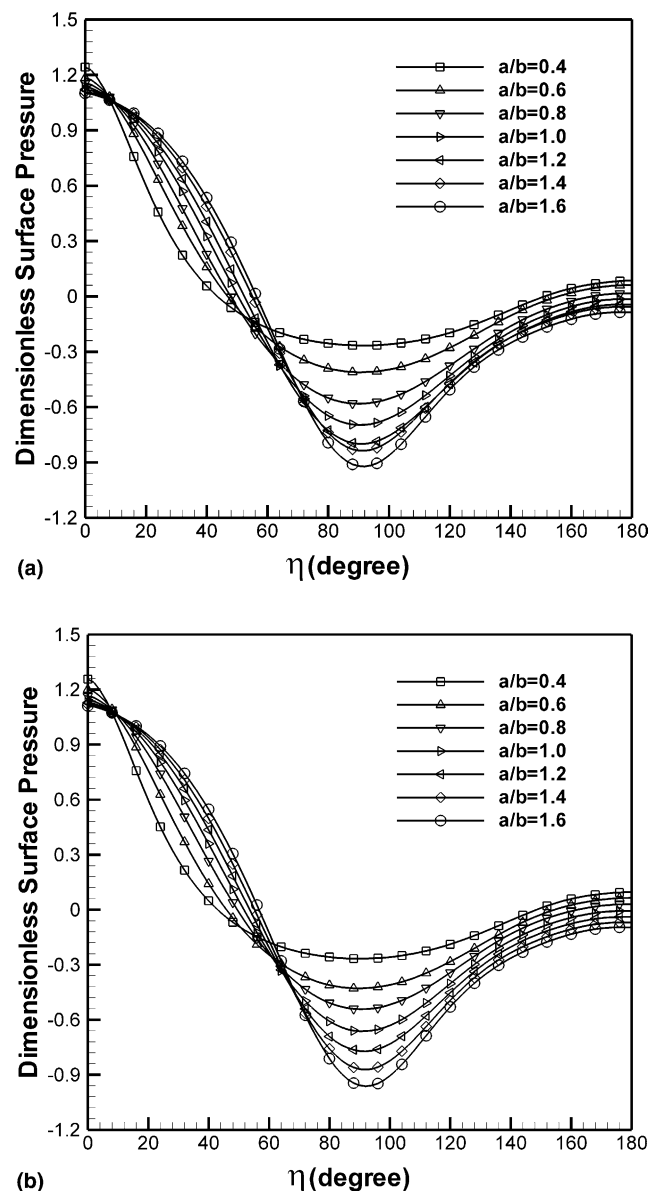 1.5
1.2
0.9
0.6
0.3
0
-0.3
-0.6
-0.9
-1.2
Dimensionless Surface Pressure
a/b=0.4
a/b=0.6
a/b=0.8
a/b=1.0
a/b=1.2
a/b=1.4
a/b=1.6
0 20 40 60 80 100 120 140 160 180
η (degree)
(a)
1.5
1.2
0.9
0.6
0.3
0
-0.3
-0.6
-0.9
-1.2
Dimensionless Surface Pressure
a/b=0.4
a/b=0.6
a/b=0.8
a/b=1.0
a/b=1.2
a/b=1.4
a/b=1.6
0 20 40 60 80 100 120 140 160 180
η (degree)
(b)